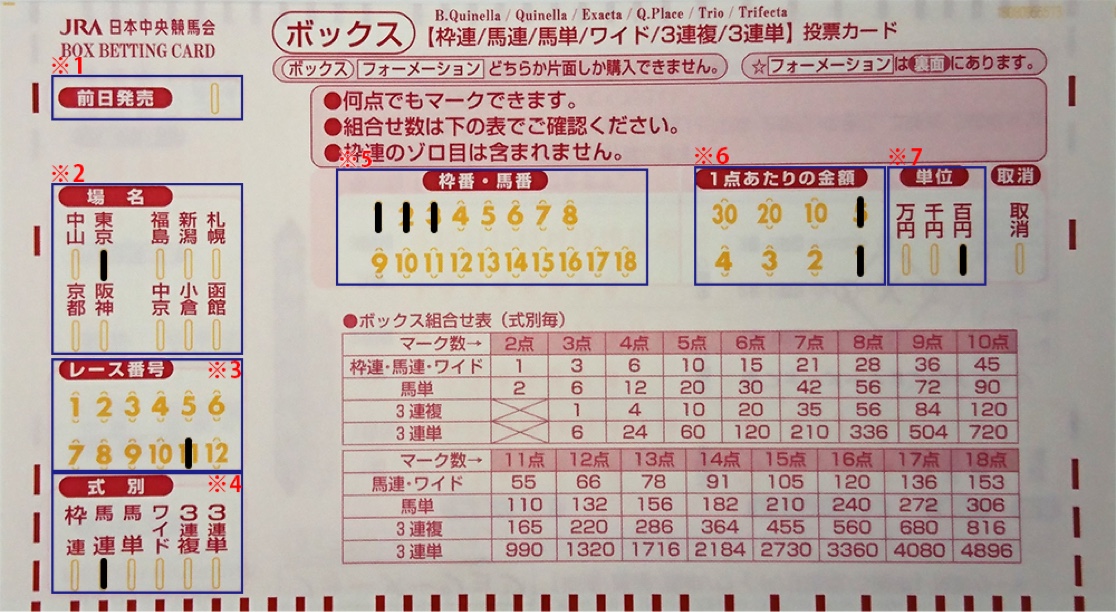 B.Quinella / Quinella / Exacta / Q.Place / Trio / Trifecta
JRA 日本中央競馬会
BOX BETTING CARD
ボックス 【枠連/馬連/馬単/ワイド/3連複/3連単】投票カード
ボックス フォーメーション どちらか片面しか購入できません。
☆フォーメーションは裏面にあります。
※1
前日発売
●何点でもマークできます。
●組合せ数は下の表でご確認ください。
●枠連のゾロ目は含まれません。
※2
場 名
中山 東京 福島 新潟 札幌
京都 阪神 中京 小倉 函館
※3
レース番号
1 2 3 4 5 6
7 8 9 10 11 12
※4
式 別
枠連 馬連 馬単 ワイド 3連複 3連単
※5
枠番・馬番
2 3 4 5 6 7 8
9 10 11 12 13 14 15 16 17 18
※6
1点あたりの金額
30 20 10 5
4 3 2
※7
単位
万円 千円 百円
取消
取消
●ボックス組合せ表（式別毎）
マーク数→ 2点 3点 4点 5点 6点 7点 8点 9点 10点
枠連・馬連・ワイド 1 3 6 10 15 21 28 36 45
馬単 2 6 12 20 30 42 56 72 90
3連複 1 4 10 20 35 56 84 120
3連単 6 24 60 120 210 336 504 720
マーク数→ 11点 12点 13点 14点 15点 16点 17点 18点
馬連・ワイド 55 66 78 91 105 120 136 153
馬単 110 132 156 182 210 240 272 306
3連複 165 220 286 364 455 560 680 816
3連単 990 1320 1716 2184 2730 3360 4080 4896